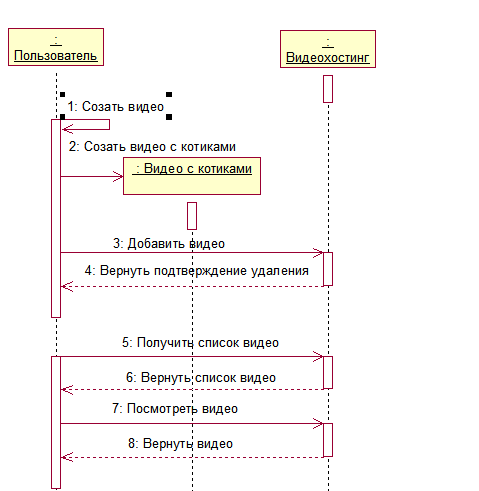 :
Пользователь
:
Видеохостинг
1: Созать видео
2: Созать видео с котиками
: Видео с котиками
3: Добавить видео
4: Вернуть подтверждение удаления
5: Получить список видео
6: Вернуть список видео
7: Посмотреть видео
8: Вернуть видео